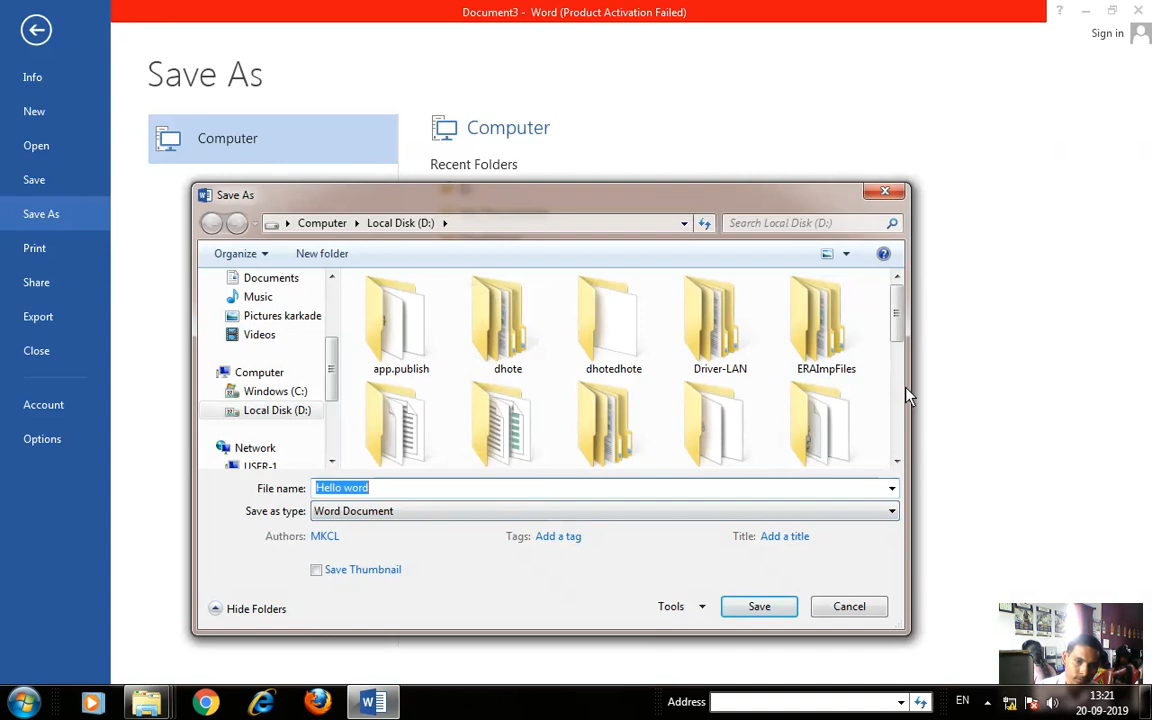 Document3 - Word (Product Activation Failed)
Sign in
Info
New
Open
Save
Save As
Print
Share
Export
Close
Account
Options
Save As
Computer
Computer
Recent Folders
Save As
Computer
Local Disk (D:)
Search Local Disk (D:)
Organize
New folder
Documents
Music
Pictures karkade
Videos
Computer
Windows (C:)
Local Disk (D:)
Network
USER-1
app.publish
dhote
dhotedhote
Driver-LAN
ERAImpFiles
File name: Hello word
Save as type: Word Document
Authors: MKCL
Tags: Add a tag
Title: Add a title
Save Thumbnail
Hide Folders
Tools
Save
Cancel
Address
EN
13:21
20-09-2019